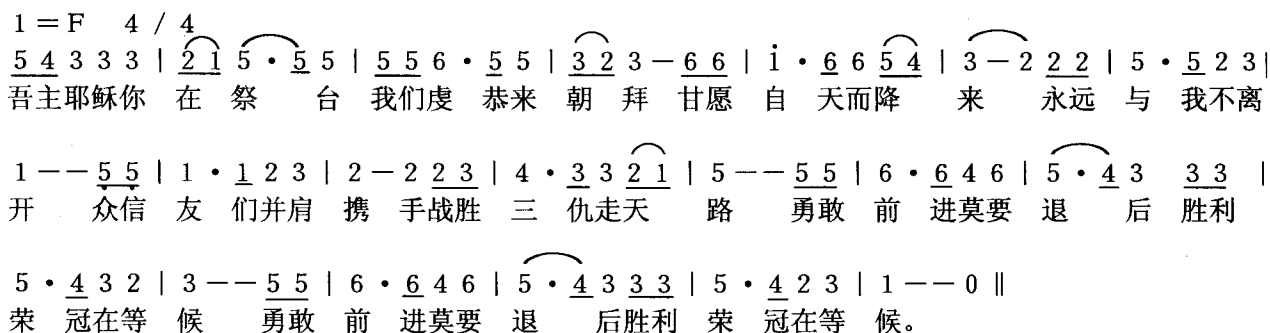 1=F 4/4
5 4 3 3 3 | 2 1 5 · 5 5 | 5 5 6 · 5 5 | 3 2 3 — 6 6 | i · 6 6 5 4 | 3 — 2 2 2 | 5 · 5 2 3 |
吾主耶稣你 在 祭 台 我们虔 恭来 朝 拜 甘愿 自 天而降 来 永远 与 我不离
1 — — 5 5 | 1 · 1 2 3 | 2 — 2 2 3 | 4 · 3 3 2 1 | 5 — — 5 5 | 6 · 6 4 6 | 5 · 4 3 3 3 |
开 众信 友 们并肩 携 手战胜 三 仇走天 路 勇敢 前 进莫要 退 后 胜利
5 · 4 3 2 | 3 — — 5 5 | 6 · 6 4 6 | 5 · 4 3 3 3 | 5 · 4 2 3 | 1 — — 0 ‖
荣 冠在等 候 勇敢 前 进莫要 退 后胜利 荣 冠在等 候。